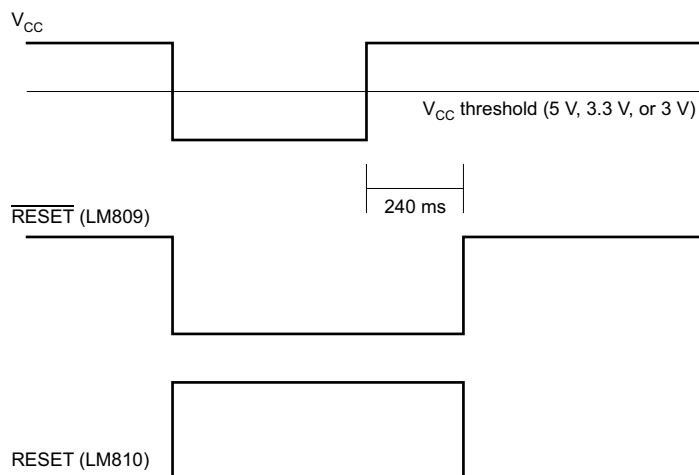 VCC
VCC threshold (5 V, 3.3 V, or 3 V)
240 ms
RESET (LM809)
RESET (LM810)